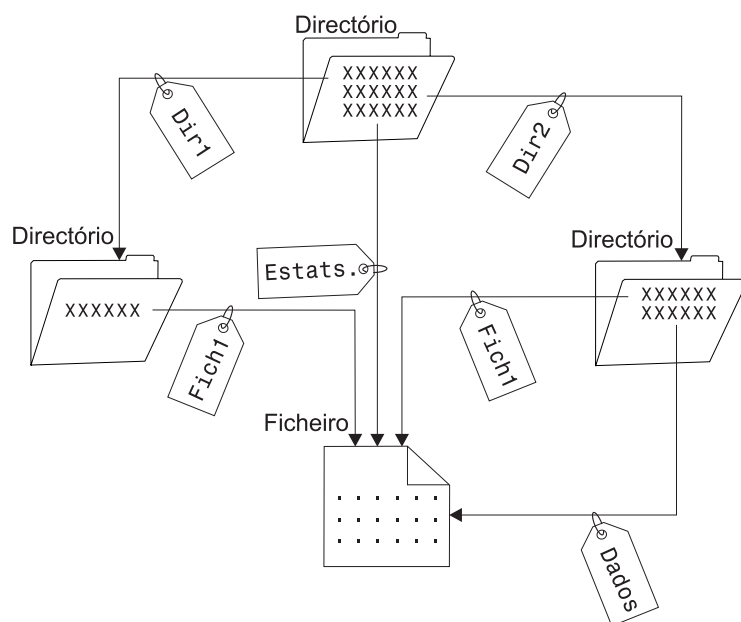 Directório
XXXXXX
XXXXXX
XXXXXX
Dir1
Dir2
Directório
XXXXXX
Estats.
Directório
XXXXXX
XXXXXX
Fich1
Fich1
Ficheiro
Dados